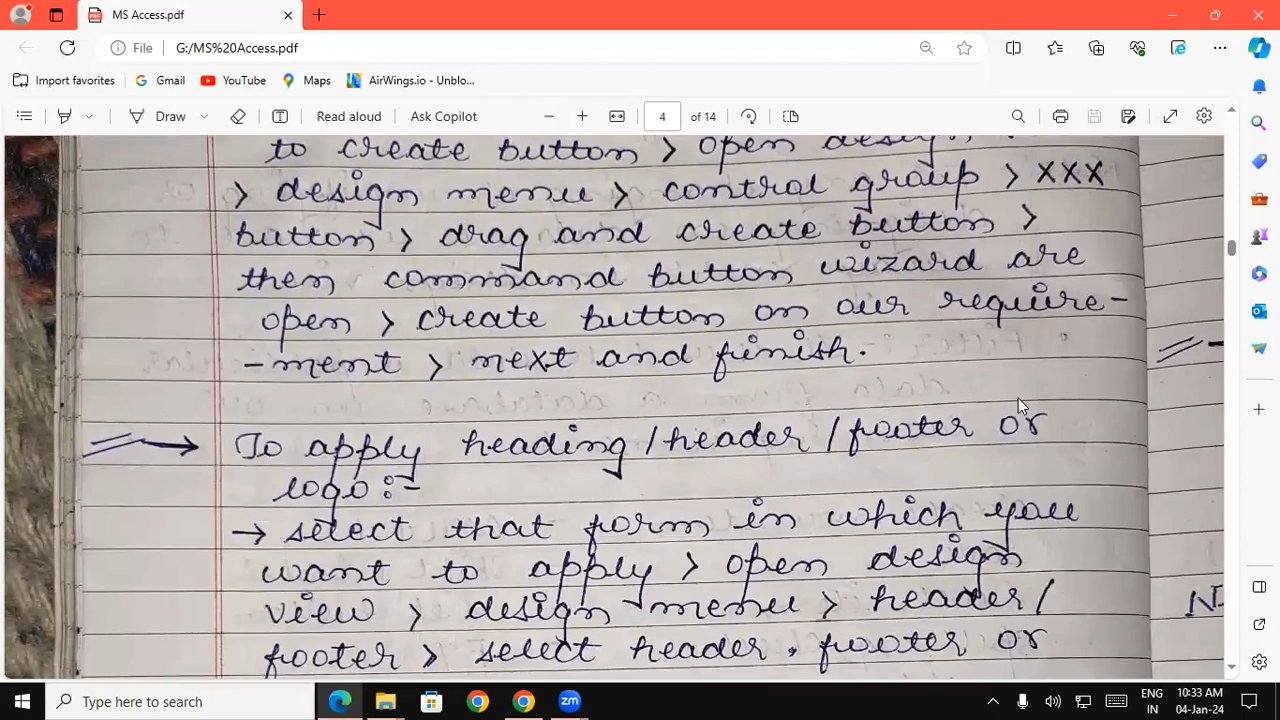 MS Access.pdf
File
G:/MS%20Access.pdf
Import favorites
Gmail
YouTube
Maps
AirWings.io - Unblo...
Draw
Read aloud
Ask Copilot
4
of 14
to create button > open
> design menu > control group > XXX
button > drag and create button >
then command button wizard are
open > create button on our require-
-ment > next and finish.
To apply heading/header/footer or
logo:-
→ select that form in which you
want to apply > open design
view > design menu > header/
footer > select header. footer or
Type here to search
ENG
IN
10:33 AM
04-Jan-24